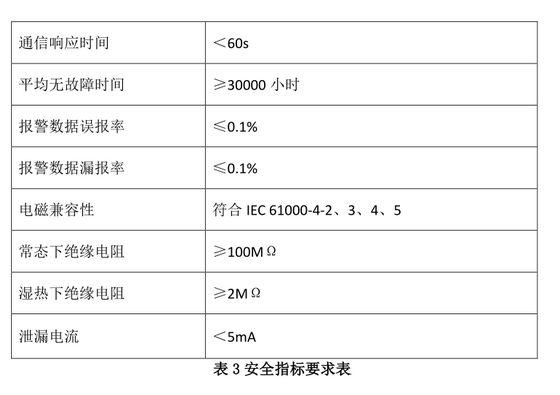 通信响应时间 <60s
平均无故障时间 ≥30000 小时
报警数据误报率 ≤0.1%
报警数据漏报率 ≤0.1%
电磁兼容性 符合 IEC 61000-4-2、3、4、5
常态下绝缘电阻 ≥100MΩ
湿热下绝缘电阻 ≥2MΩ
泄漏电流 <5mA
表 3 安全指标要求表